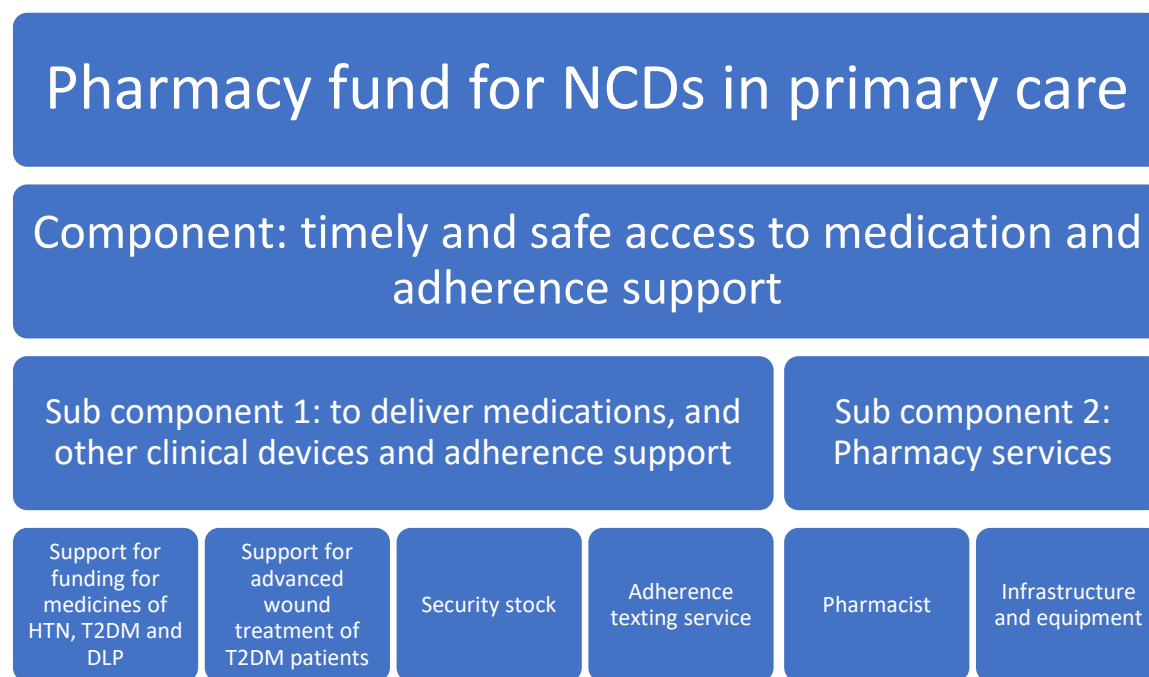 Pharmacy fund for NCDs in primary care
Component: timely and safe access to medication and
adherence support
Sub component 1: to deliver medications, and
other clinical devices and adherence support
Sub component 2:
Pharmacy services
Support for
funding for
medicines of
HTN, T2DM and
DLP
Support for
advanced
wound
treatment of
T2DM patients
Security stock
Adherence
texting service
Pharmacist
Infrastructure
and equipment